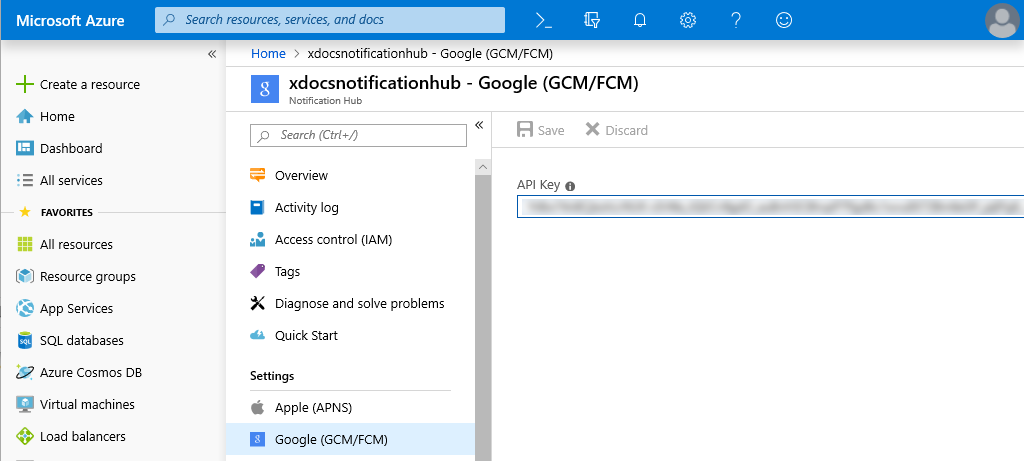 Microsoft Azure
Search resources, services, and docs
Create a resource
Home
Dashboard
All services
FAVORITES
All resources
Resource groups
App Services
SQL databases
Azure Cosmos DB
Virtual machines
Load balancers
Home > xdocsnotificationhub - Google (GCM/FCM)
xdocsnotificationhub - Google (GCM/FCM)
Notification Hub
Search (Ctrl+/)
Overview
Activity log
Access control (IAM)
Tags
Diagnose and solve problems
Quick Start
Settings
Apple (APNS)
Google (GCM/FCM)
Save
Discard
API Key